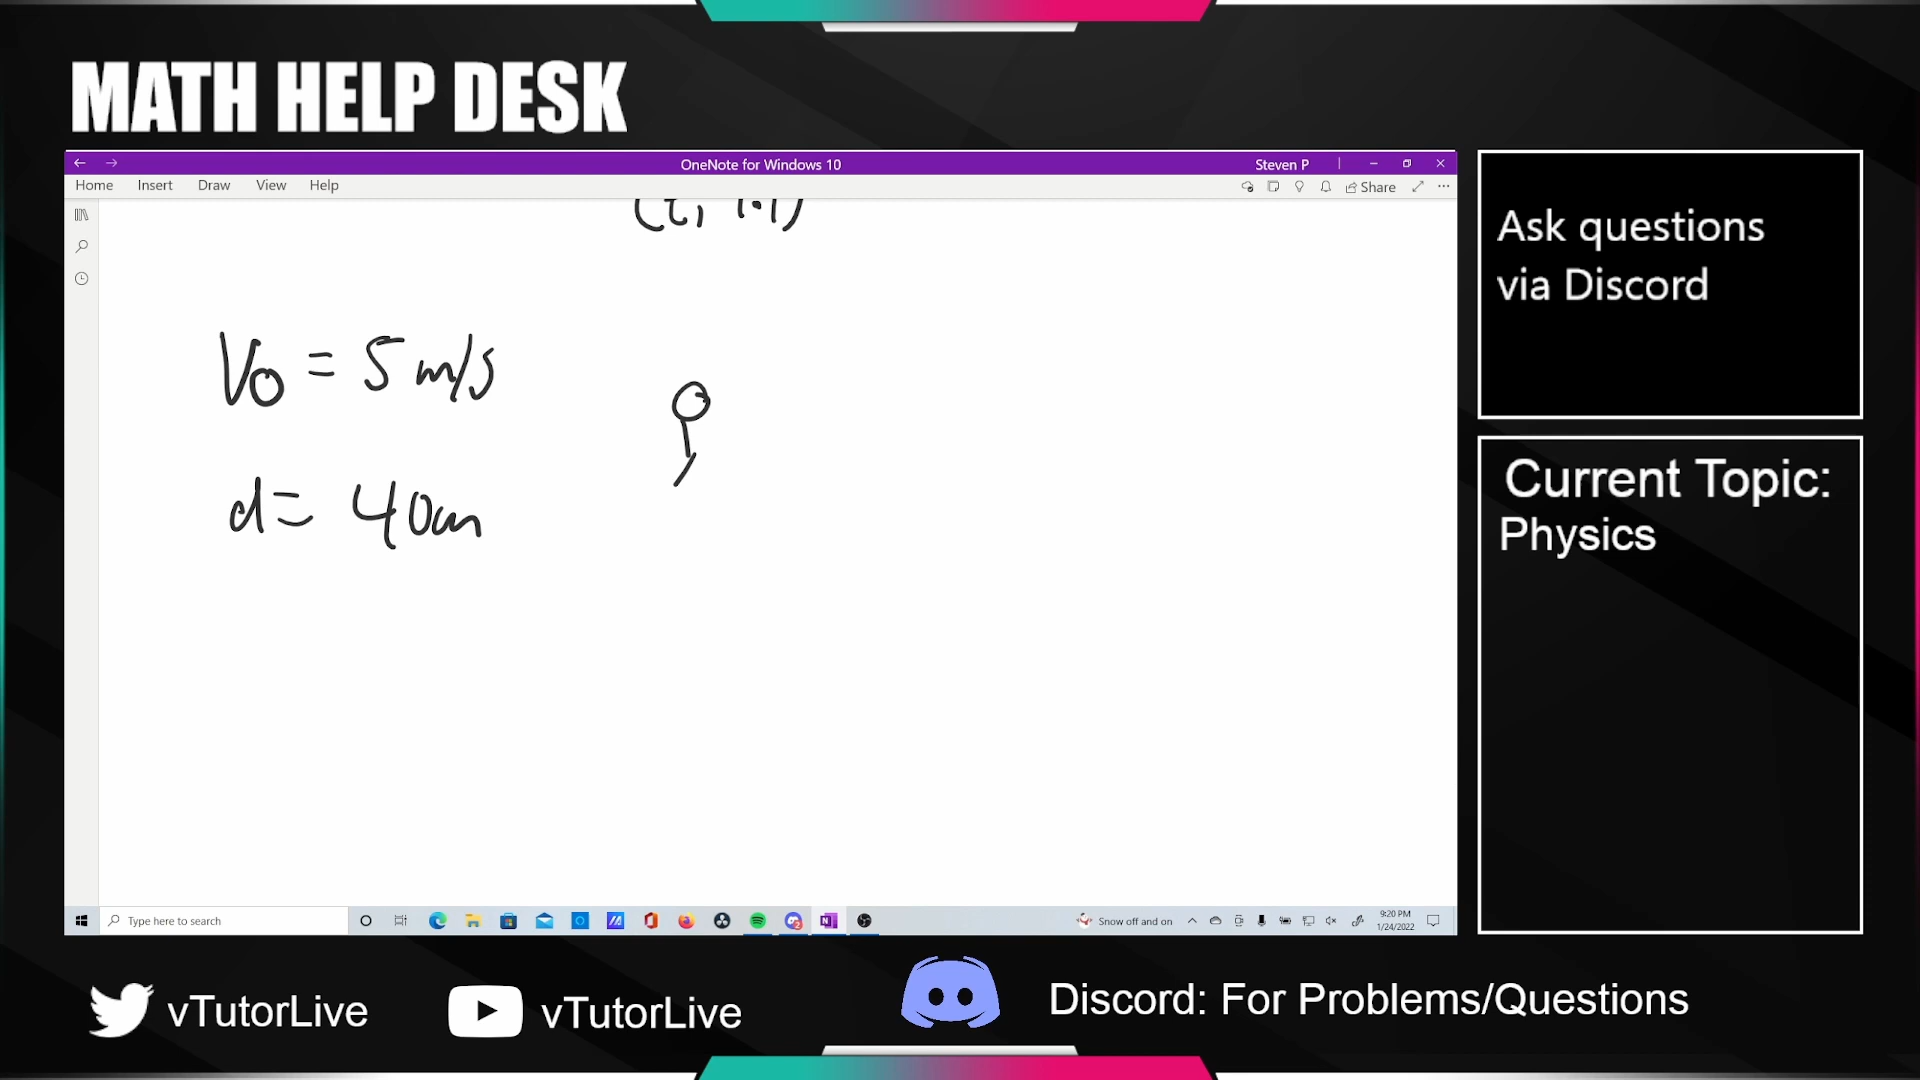 MATH HELP DESK
OneNote for Windows 10
Steven P
Home Insert Draw View Help
Share
V₀ = 5 m/s
d = 40cm
Type here to search
Snow off and on
9:20 PM
1/24/2022
Ask questions
via Discord
Current Topic:
Physics
vTutorLive
vTutorLive
Discord: For Problems/Questions